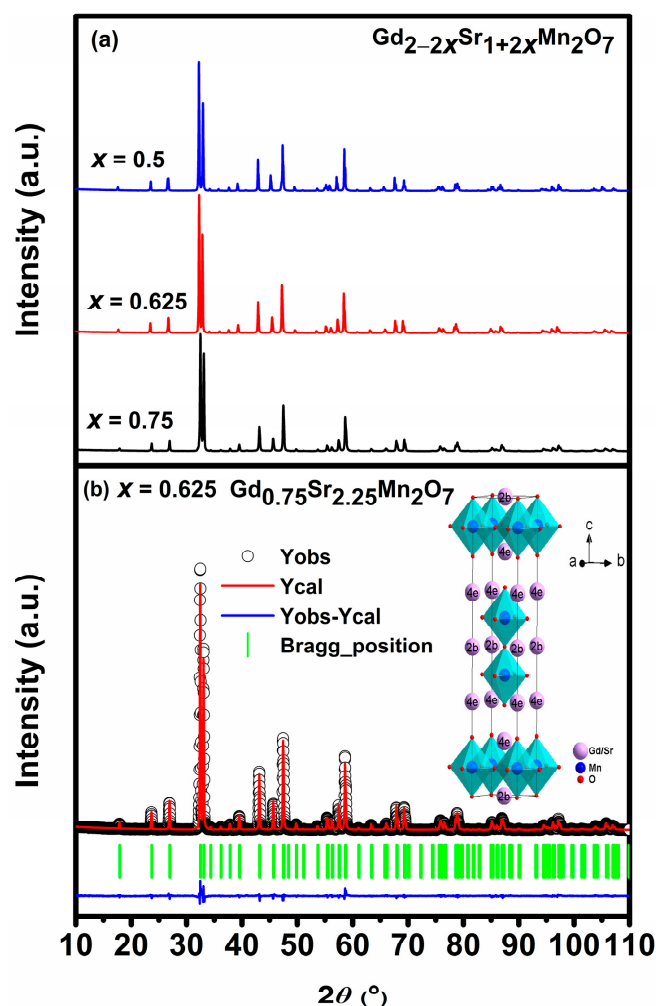 (a) Gd2−2xSr1+2xMn2O7
x = 0.5
x = 0.625
x = 0.75
Intensity (a.u.)
(b) x = 0.625 Gd0.75Sr2.25Mn2O7
Yobs
Ycal
Yobs-Ycal
Bragg_position
2b
4e
4e 4e 4e 4e
2b 2b 2b 2b
4e 4e 4e 4e
4e
2b
c
a b
Gd/Sr
Mn
O
Intensity (a.u.)
10 20 30 40 50 60 70 80 90 100 110
2θ (°)